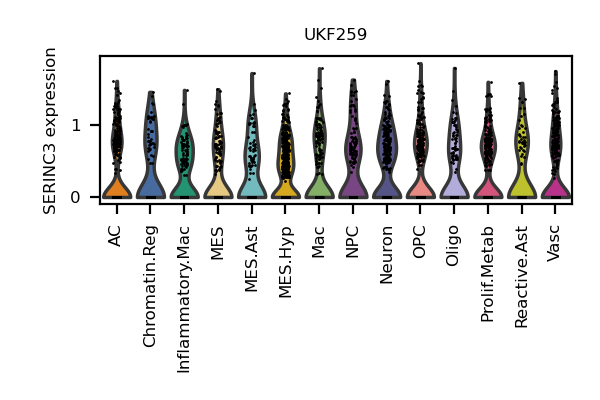 UKF259
SERINC3 expression
1
0
AC
Chromatin.Reg
Inflammatory.Mac
MES
MES.Ast
MES.Hyp
Mac
NPC
Neuron
OPC
Oligo
Prolif.Metab
Reactive.Ast
Vasc